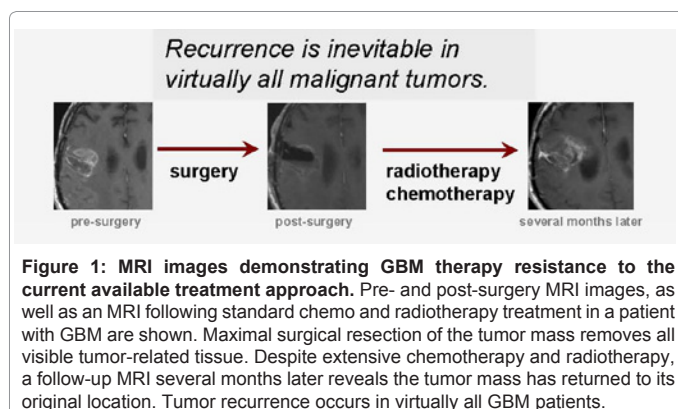 Recurrence is inevitable in
virtually all malignant tumors.
surgery
radiotherapy
chemotherapy
pre-surgery
post-surgery
several months later
Figure 1: MRI images demonstrating GBM therapy resistance to the
current available treatment approach. Pre- and post-surgery MRI images, as
well as an MRI following standard chemo and radiotherapy treatment in a patient
with GBM are shown. Maximal surgical resection of the tumor mass removes all
visible tumor-related tissue. Despite extensive chemotherapy and radiotherapy,
a follow-up MRI several months later reveals the tumor mass has returned to its
original location. Tumor recurrence occurs in virtually all GBM patients.